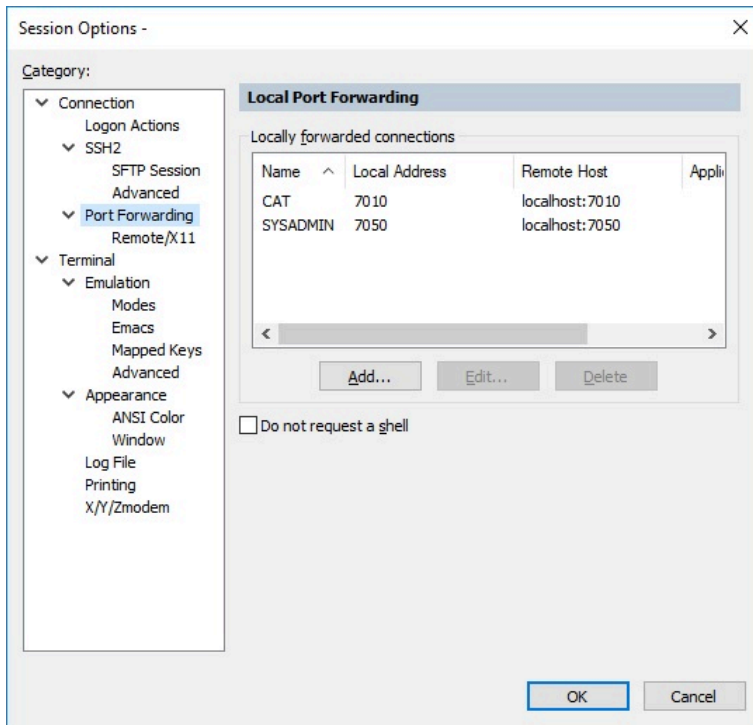 Session Options -
Category:
Connection
Logon Actions
SSH2
SFTP Session
Advanced
Port Forwarding
Remote/X11
Terminal
Emulation
Modes
Emacs
Mapped Keys
Advanced
Appearance
ANSI Color
Window
Log File
Printing
X/Y/Zmodem
Local Port Forwarding
Locally forwarded connections
Name Local Address Remote Host
CAT 7010 localhost:7010
SYSADMIN 7050 localhost:7050
Add... Edit... Delete
Do not request a shell
OK Cancel